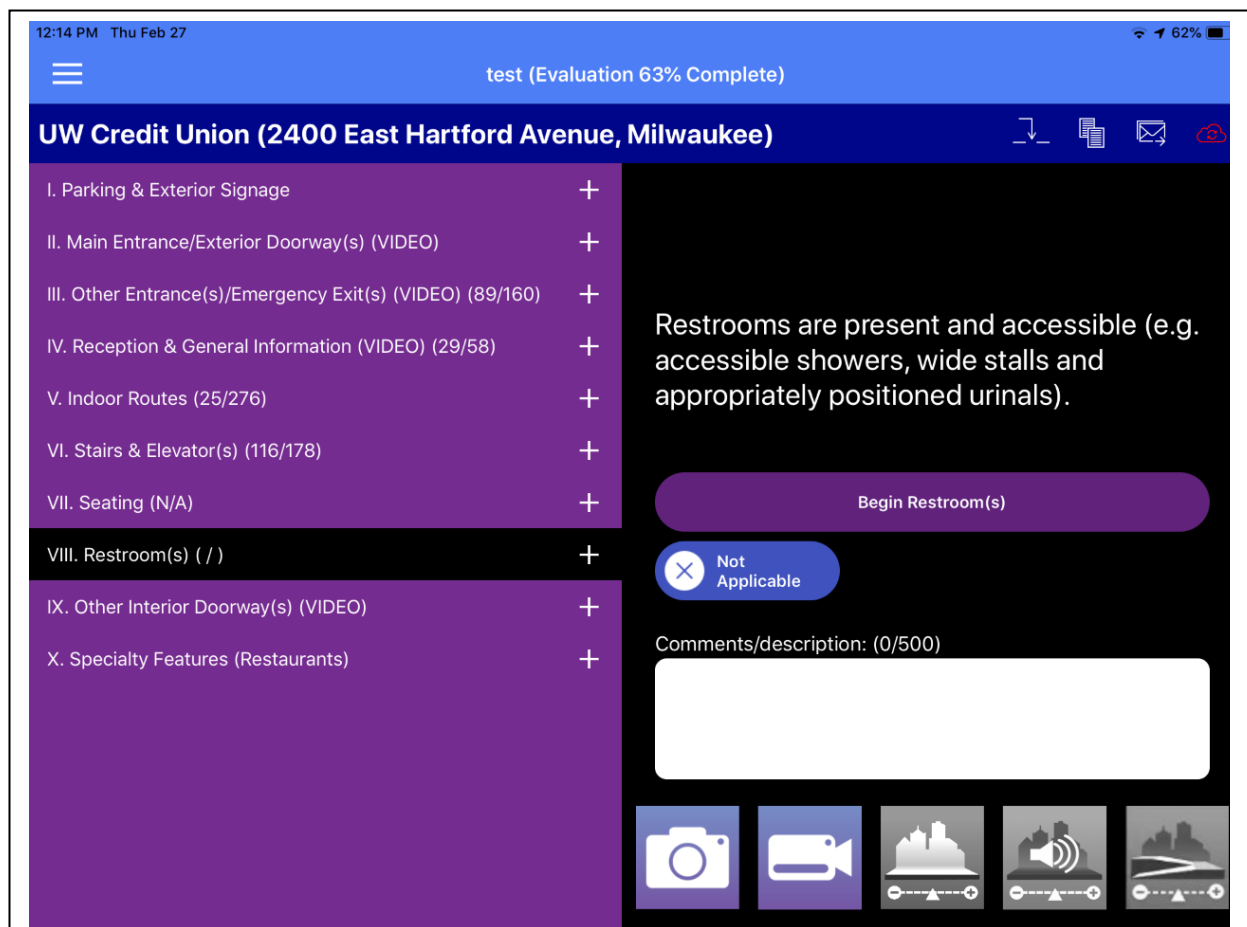 12:14 PM Thu Feb 27
62%
test (Evaluation 63% Complete)
UW Credit Union (2400 East Hartford Avenue, Milwaukee)
I. Parking & Exterior Signage
II. Main Entrance/Exterior Doorway(s) (VIDEO)
III. Other Entrance(s)/Emergency Exit(s) (VIDEO) (89/160)
IV. Reception & General Information (VIDEO) (29/58)
V. Indoor Routes (25/276)
VI. Stairs & Elevator(s) (116/178)
VII. Seating (N/A)
VIII. Restroom(s) ( / )
IX. Other Interior Doorway(s) (VIDEO)
X. Specialty Features (Restaurants)
Restrooms are present and accessible (e.g.
accessible showers, wide stalls and
appropriately positioned urinals).
Begin Restroom(s)
Not
Applicable
Comments/description: (0/500)